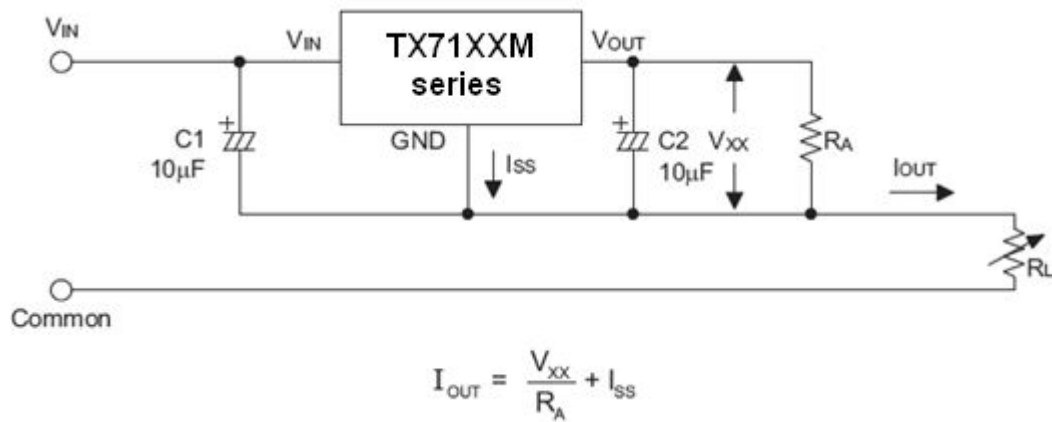 VIN
VIN
TX71XXM
series
VOUT
GND
C1
10µF
ISS
C2
10µF
VXX
RA
IOUT
RL
Common
IOUT = VXX / RA + ISS